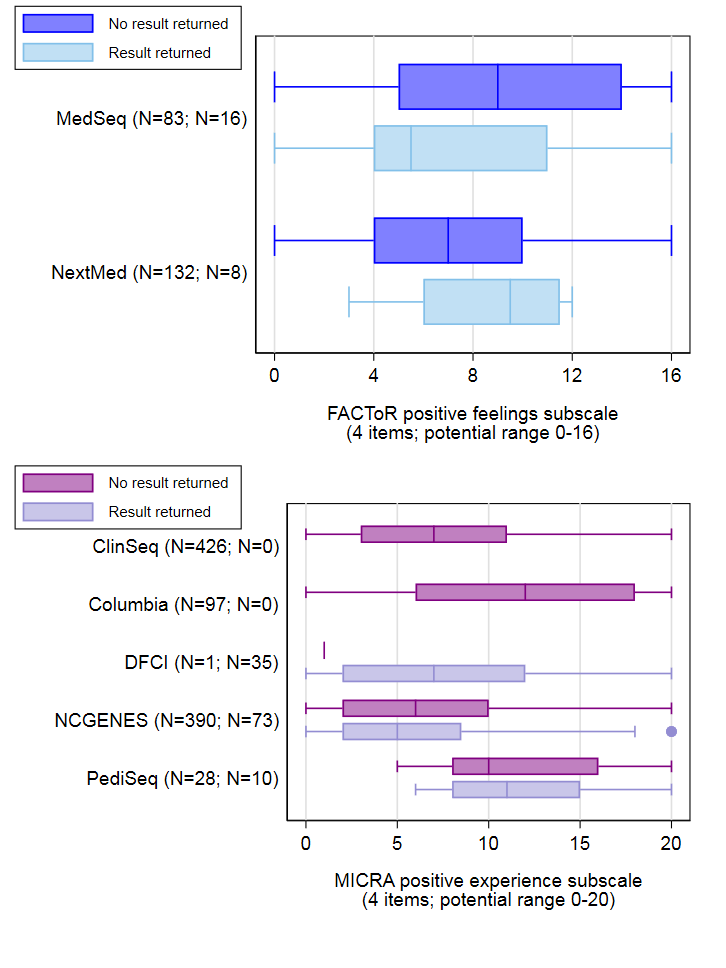 No result returned
Result returned
MedSeq (N=83; N=16)
NextMed (N=132; N=8)
0 4 8 12 16
FACToR positive feelings subscale
(4 items; potential range 0-16)
No result returned
Result returned
ClinSeq (N=426; N=0)
Columbia (N=97; N=0)
DFCI (N=1; N=35)
NCGENES (N=390; N=73)
PediSeq (N=28; N=10)
0 5 10 15 20
MICRA positive experience subscale
(4 items; potential range 0-20)